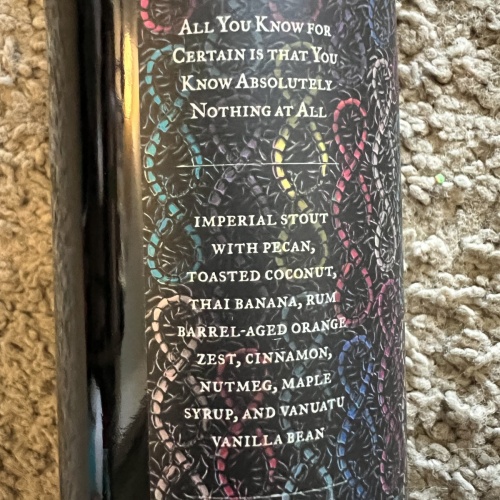 All You Know for
Certain is that You
Know Absolutely
Nothing at All
imperial stout
with pecan,
toasted coconut,
thai banana, rum
barrel-aged orange
zest, cinnamon,
nutmeg, maple
syrup, and vanuatu
vanilla bean